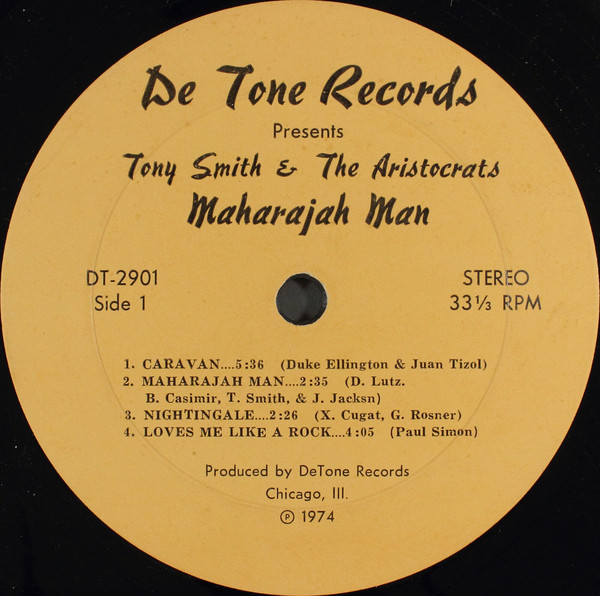 De Tone Records
Presents
Tony Smith & The Aristocrats
Maharajah Man
DT-2901
Side 1
STEREO
33⅓ RPM
1. CARAVAN....5:36 (Duke Ellington & Juan Tizol)
2. MAHARAJAH MAN....2:35 (D. Lutz.
B. Casimir, T. Smith, & J. Jacksn)
3. NIGHTINGALE....2:26 (X. Cugat, G. Rosner)
4. LOVES ME LIKE A ROCK....4:05 (Paul Simon)
Produced by DeTone Records
Chicago, Ill.
℗ 1974